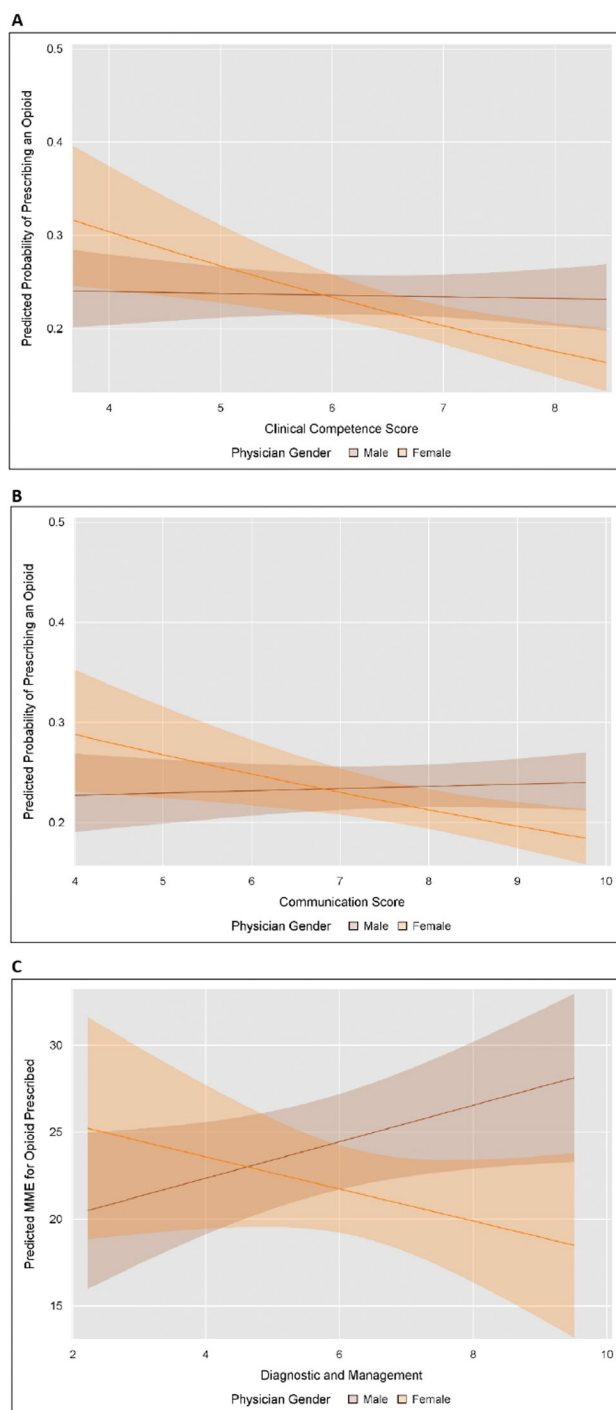 A
Predicted Probability of Prescribing an Opioid
0.5
0.4
0.3
0.2
4 5 6 7 8
Clinical Competence Score
Physician Gender Male Female
B
Predicted Probability of Prescribing an Opioid
0.5
0.4
0.3
0.2
4 5 6 7 8 9 10
Communication Score
Physician Gender Male Female
C
Predicted MME for Opioid Prescribed
30
25
20
15
2 4 6 8 10
Diagnostic and Management
Physician Gender Male Female